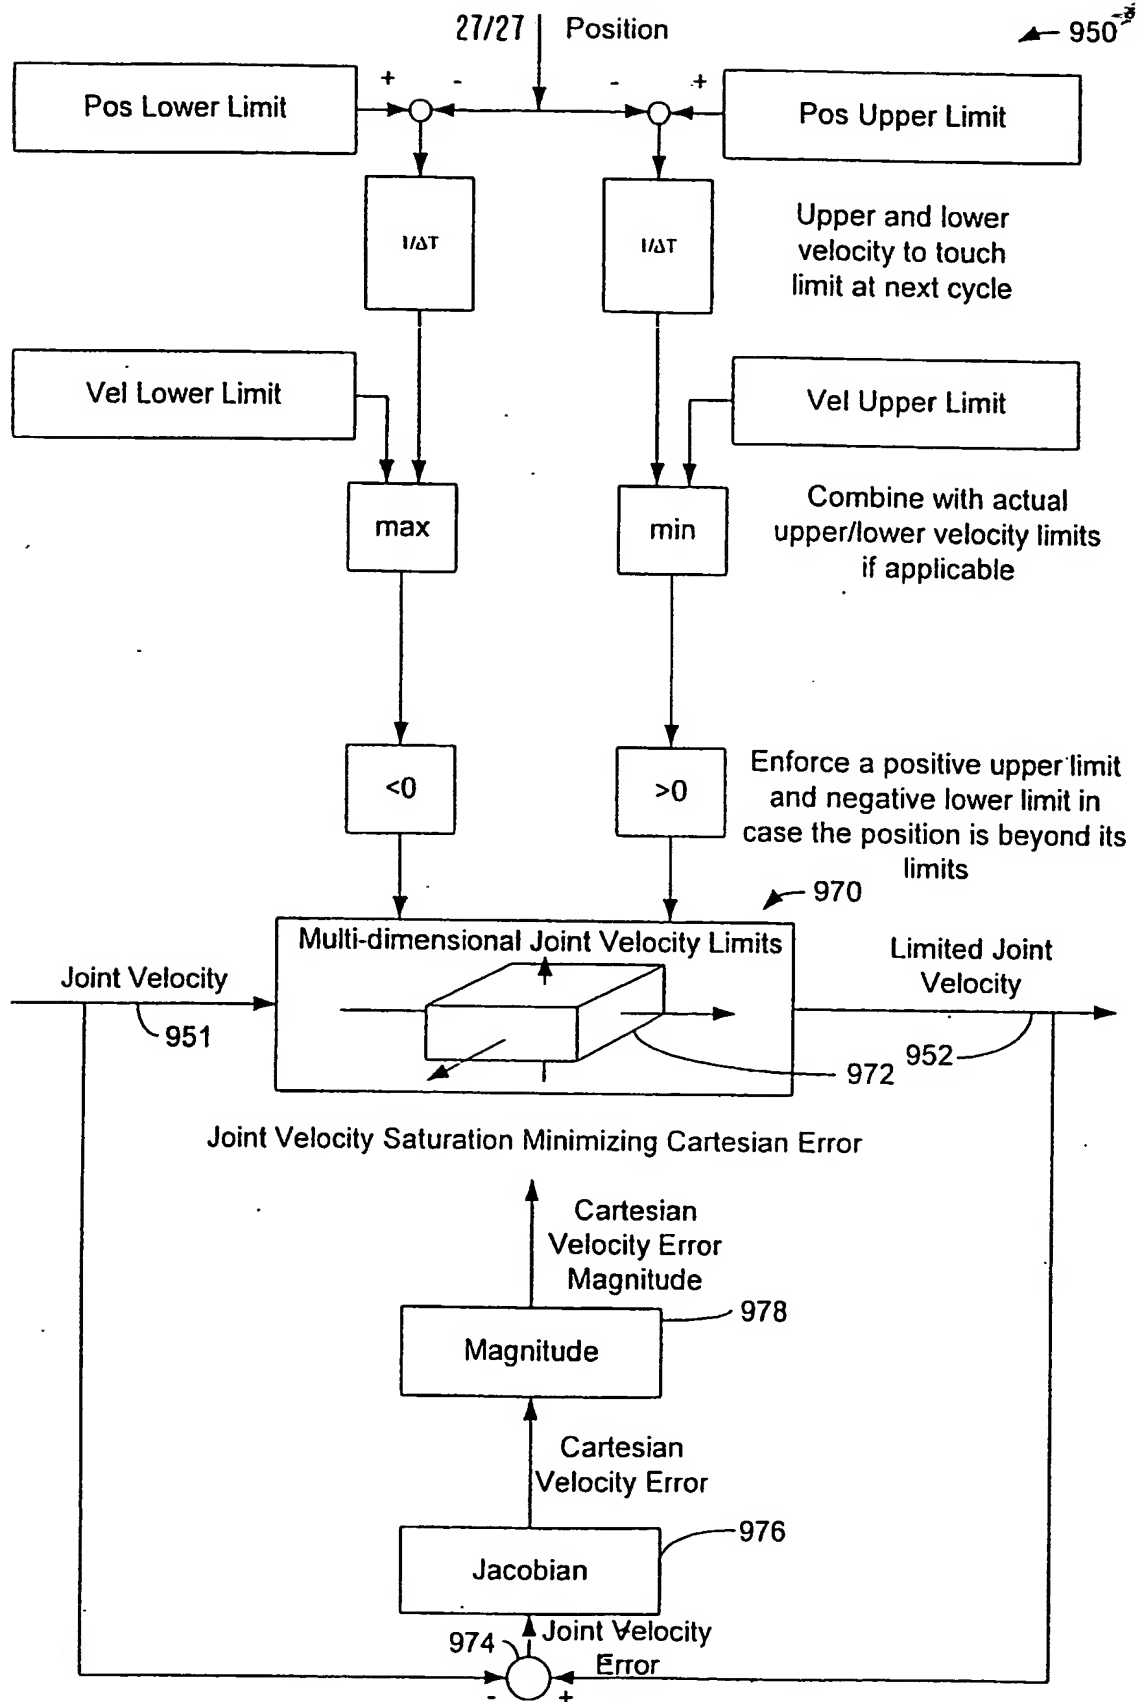 27/27
Position
950
+
-
-
+
Pos Lower Limit
Pos Upper Limit
1/ΔT
1/ΔT
Upper and lower
velocity to touch
limit at next cycle
Vel Lower Limit
Vel Upper Limit
max
min
Combine with actual
upper/lower velocity limits
if applicable
<0
>0
Enforce a positive upper limit
and negative lower limit in
case the position is beyond its
limits
970
Multi-dimensional Joint Velocity Limits
Joint Velocity
951
Limited Joint
Velocity
952
972
Joint Velocity Saturation Minimizing Cartesian Error
Cartesian
Velocity Error
Magnitude
978
Magnitude
Cartesian
Velocity Error
976
Jacobian
974
Joint Velocity
Error
-
+